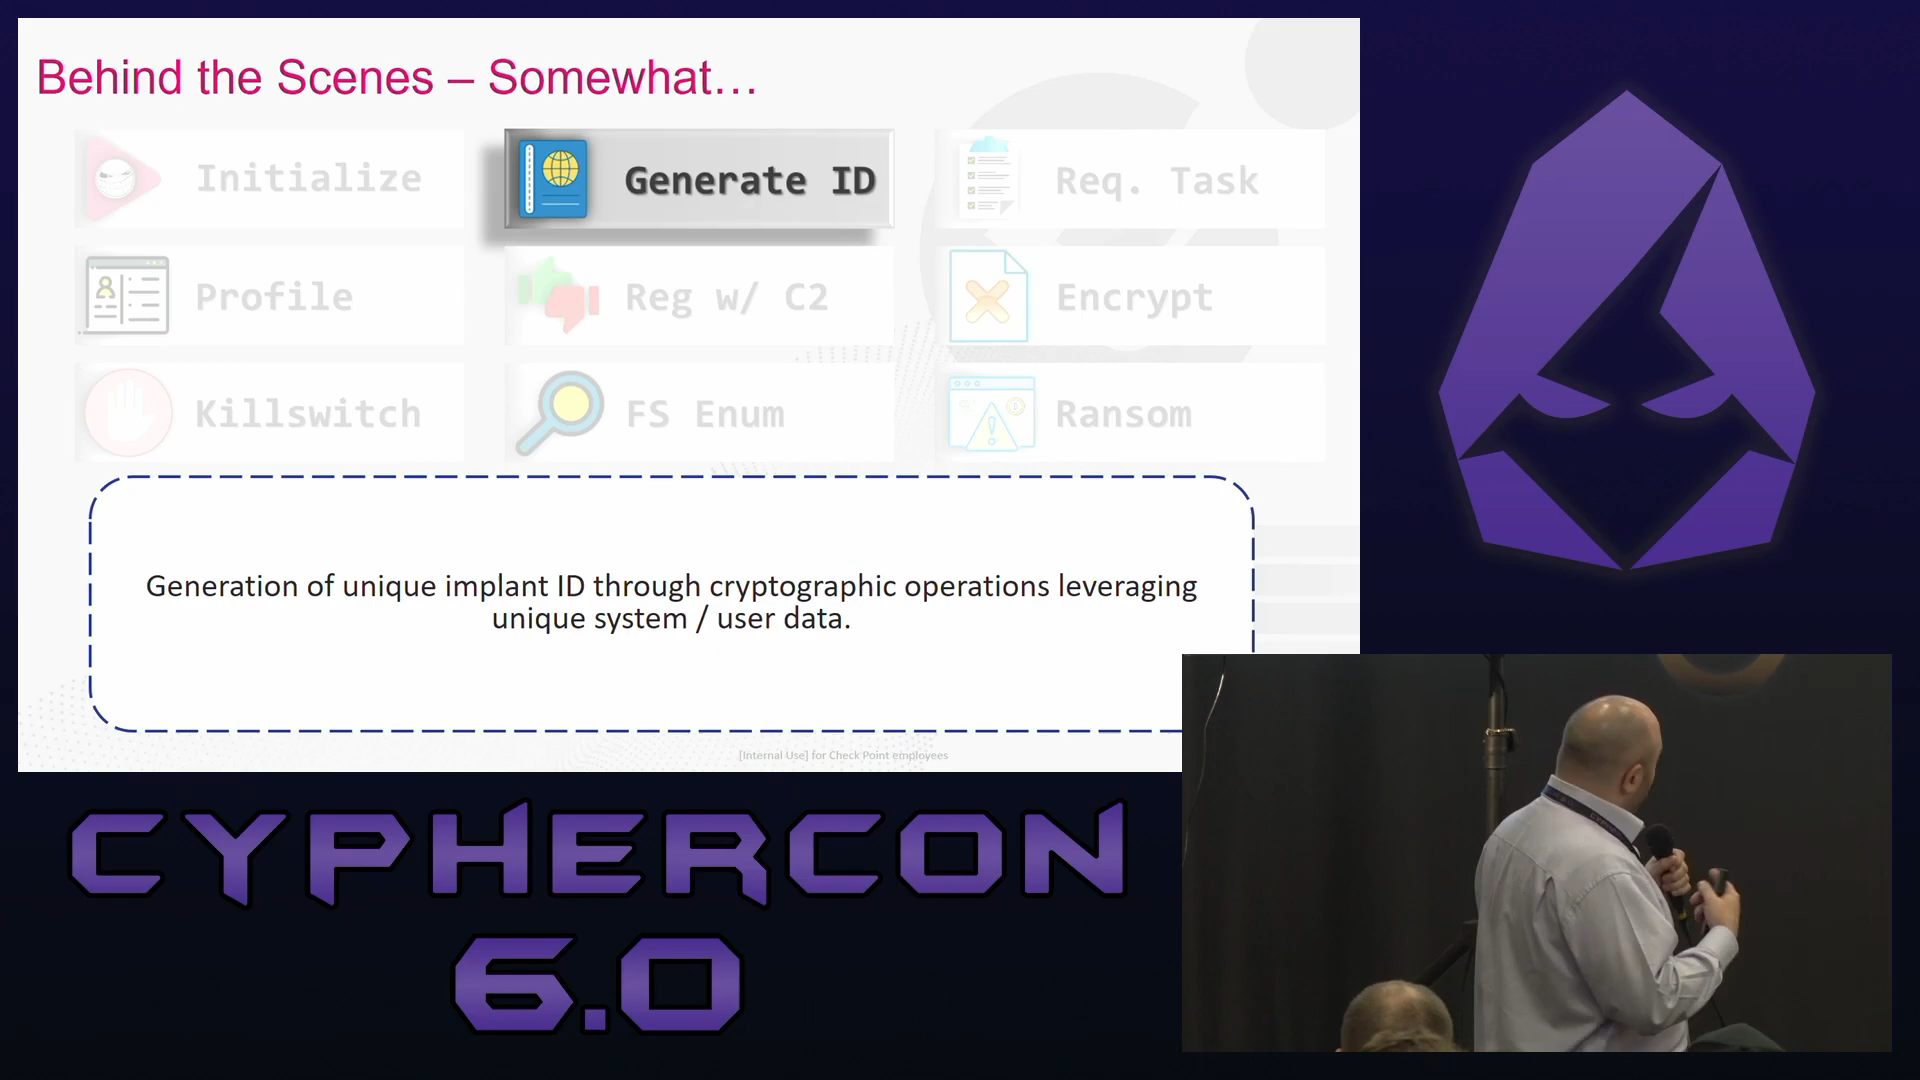 Behind the Scenes – Somewhat…
Initialize
Generate ID
Req. Task
Profile
Reg w/ C2
Encrypt
Killswitch
FS Enum
Ransom
Generation of unique implant ID through cryptographic operations leveraging
unique system / user data.
[Internal Use] for Check Point employees
CYPHERCON
6.0